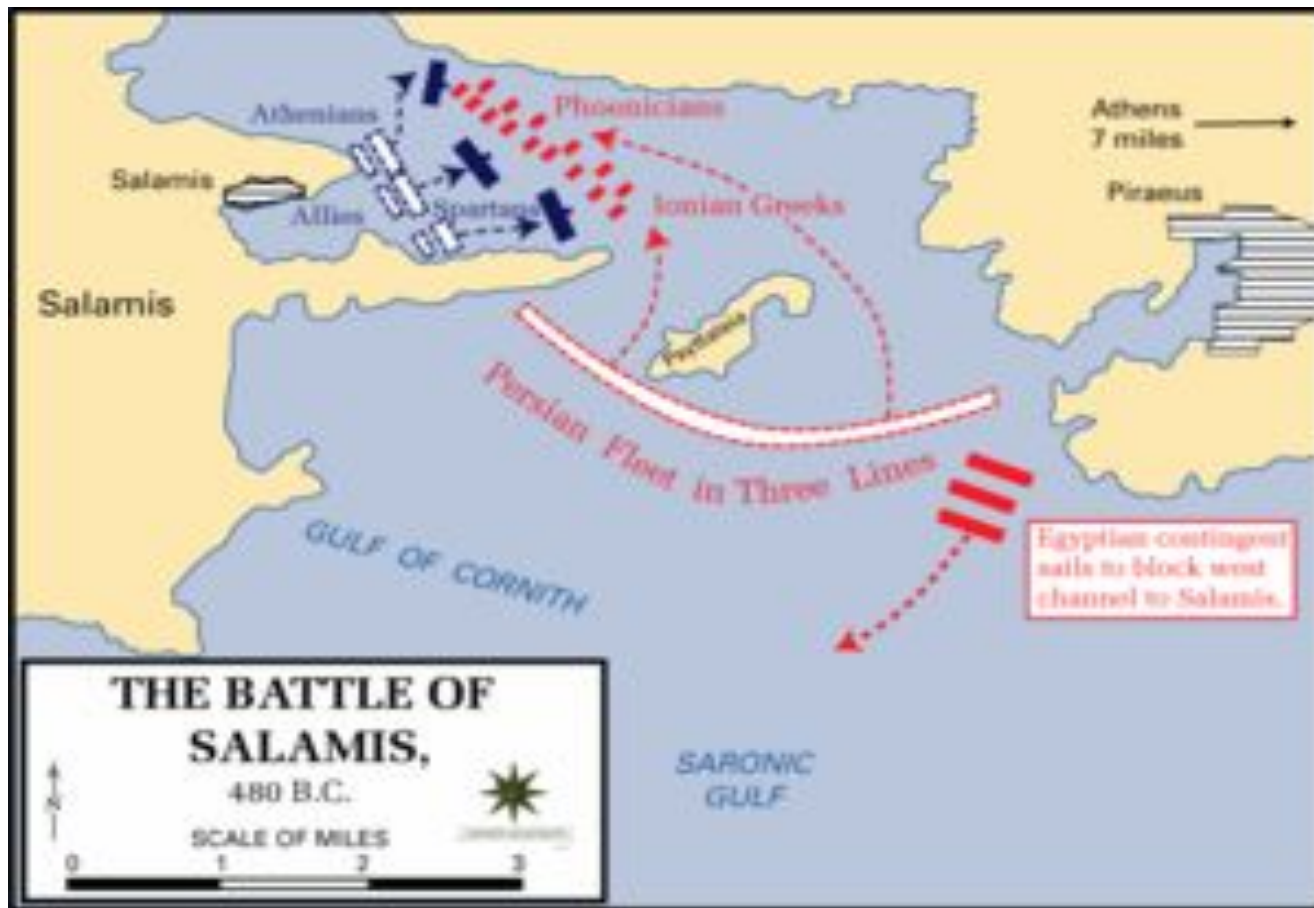 Athenians
Phoenicians
Athens
7 miles
Salamis
Piraeus
Allies
Spartans
Ionian Greeks
Salamis
Persian Fleet in Three Lines
GULF OF CORNITH
Egyptian contingent
sails to block west
channel to Salamis.
THE BATTLE OF
SALAMIS,
480 B.C.
N
SCALE OF MILES
0 1 2 3
SARONIC
GULF